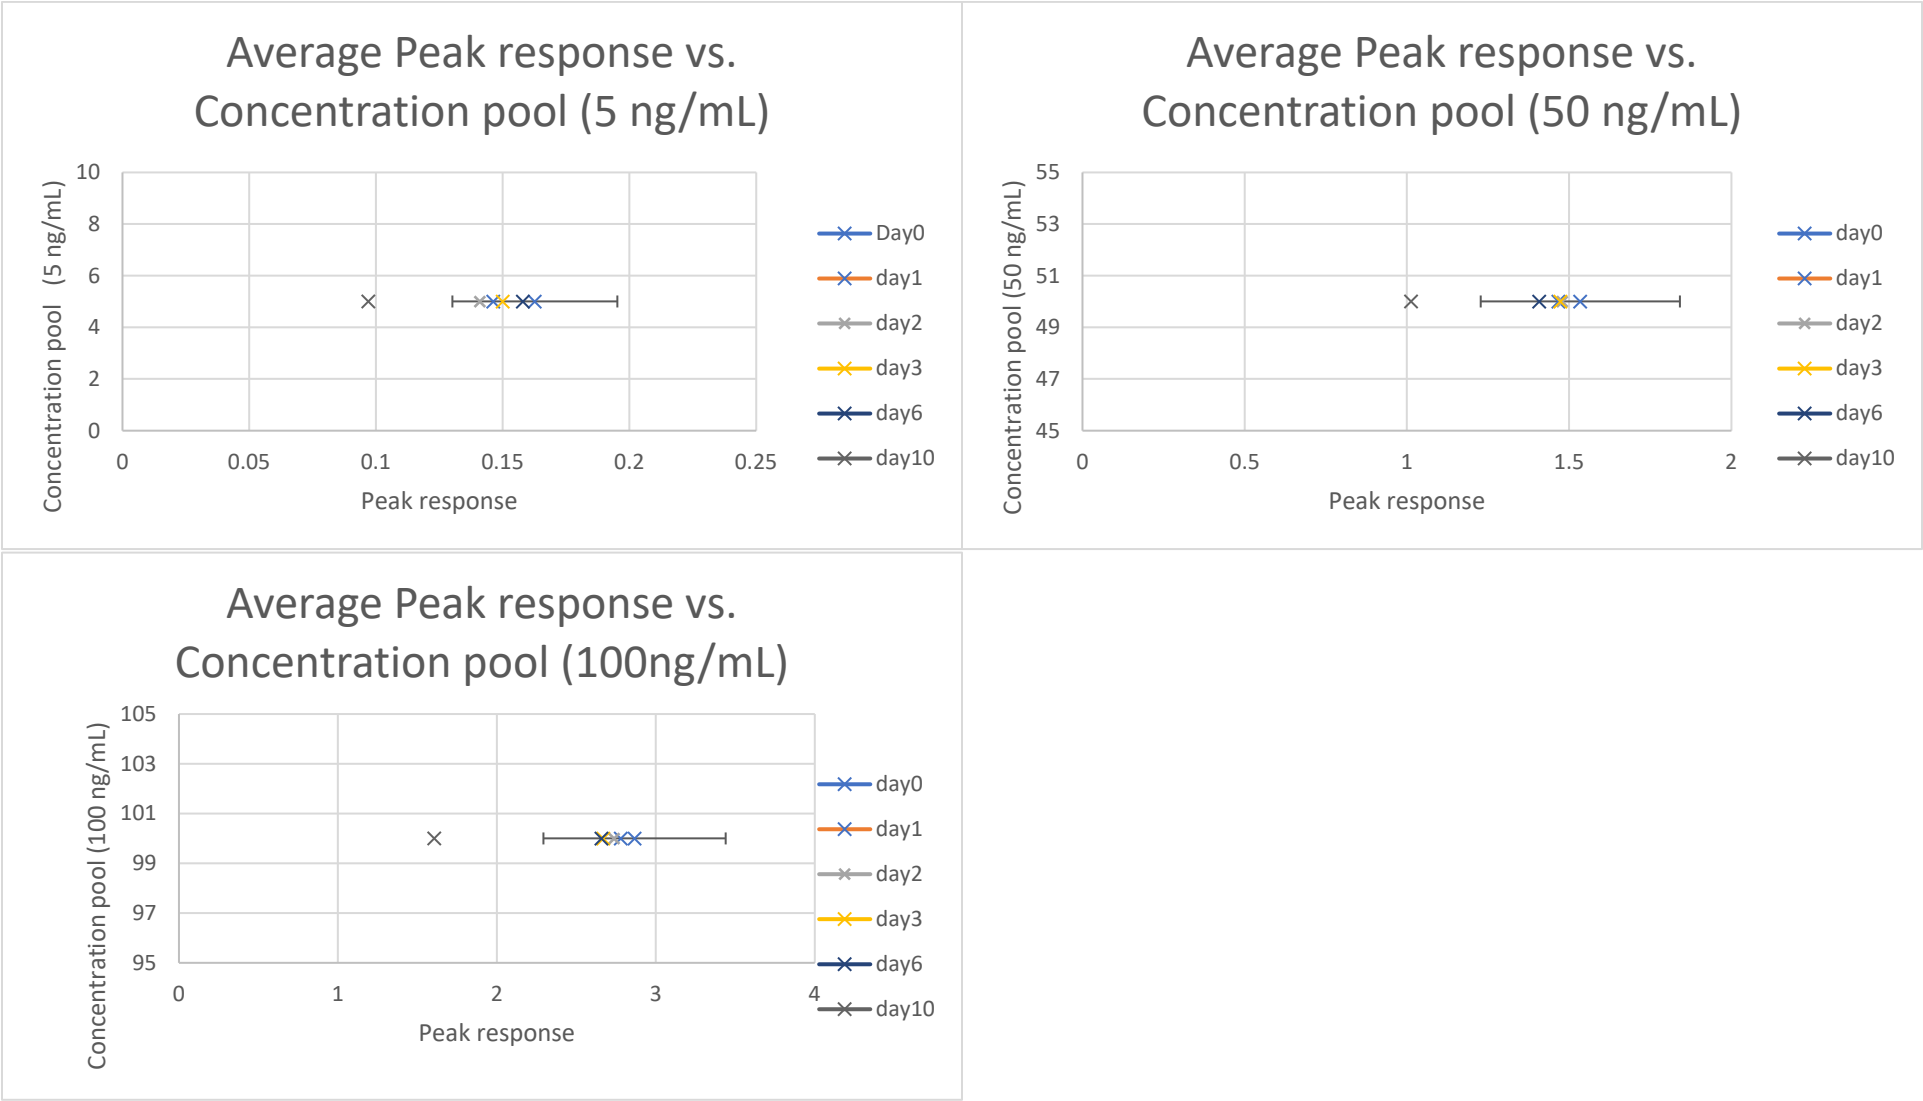 Average Peak response vs.
Concentration pool (5 ng/mL)
Concentration pool (5 ng/mL)
10
8
6
4
2
0
0 0.05 0.1 0.15 0.2 0.25
Peak response
Day0
day1
day2
day3
day6
day10
Average Peak response vs.
Concentration pool (50 ng/mL)
Concentration pool (50 ng/mL)
55
53
51
49
47
45
0 0.5 1 1.5 2
Peak response
day0
day1
day2
day3
day6
day10
Average Peak response vs.
Concentration pool (100ng/mL)
Concentration pool (100 ng/mL)
105
103
101
99
97
95
0 1 2 3 4
Peak response
day0
day1
day2
day3
day6
day10